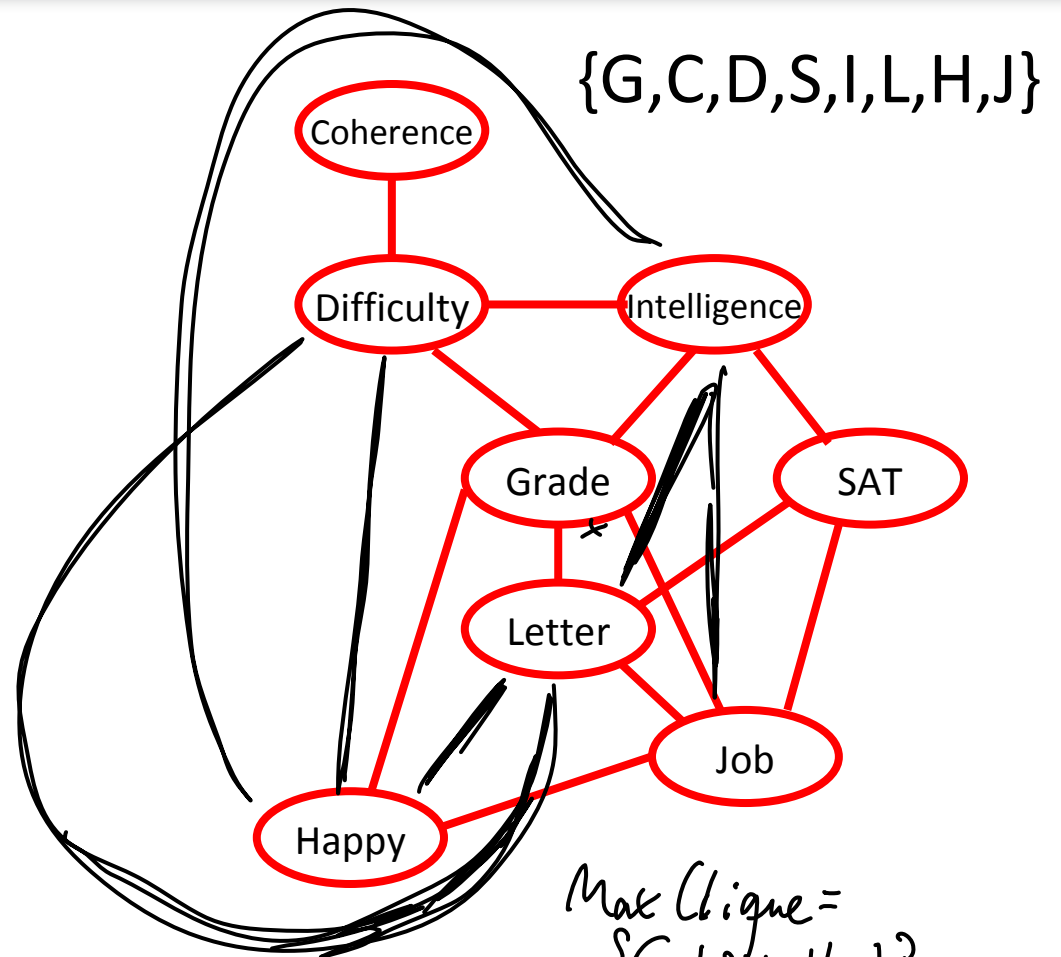 {G,C,D,S,I,L,H,J}
Coherence
Difficulty
Intelligence
Grade
SAT
x
Letter
Job
Happy
Max Clique =